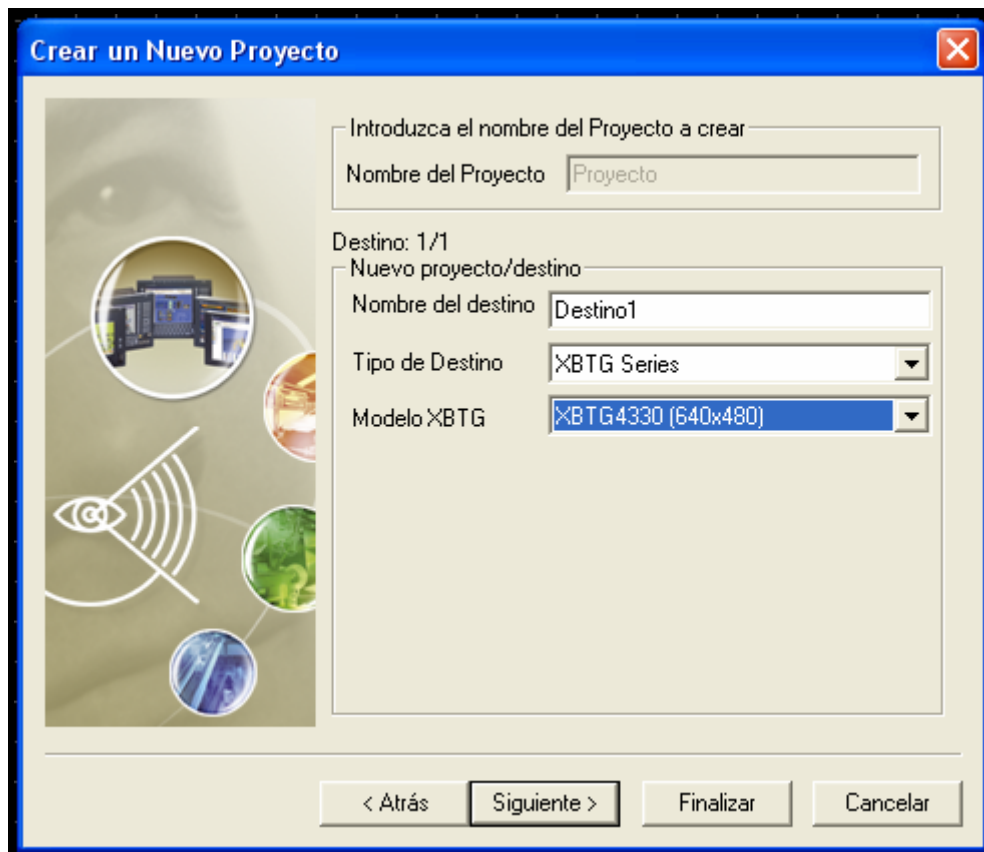 Crear un Nuevo Proyecto
Introduzca el nombre del Proyecto a crear
Nombre del Proyecto Proyecto
Destino: 1/1
Nuevo proyecto/destino
Nombre del destino Destino1
Tipo de Destino XBTG Series
Modelo XBTG XBTG4330 (640x480)
< Atrás Siguiente > Finalizar Cancelar